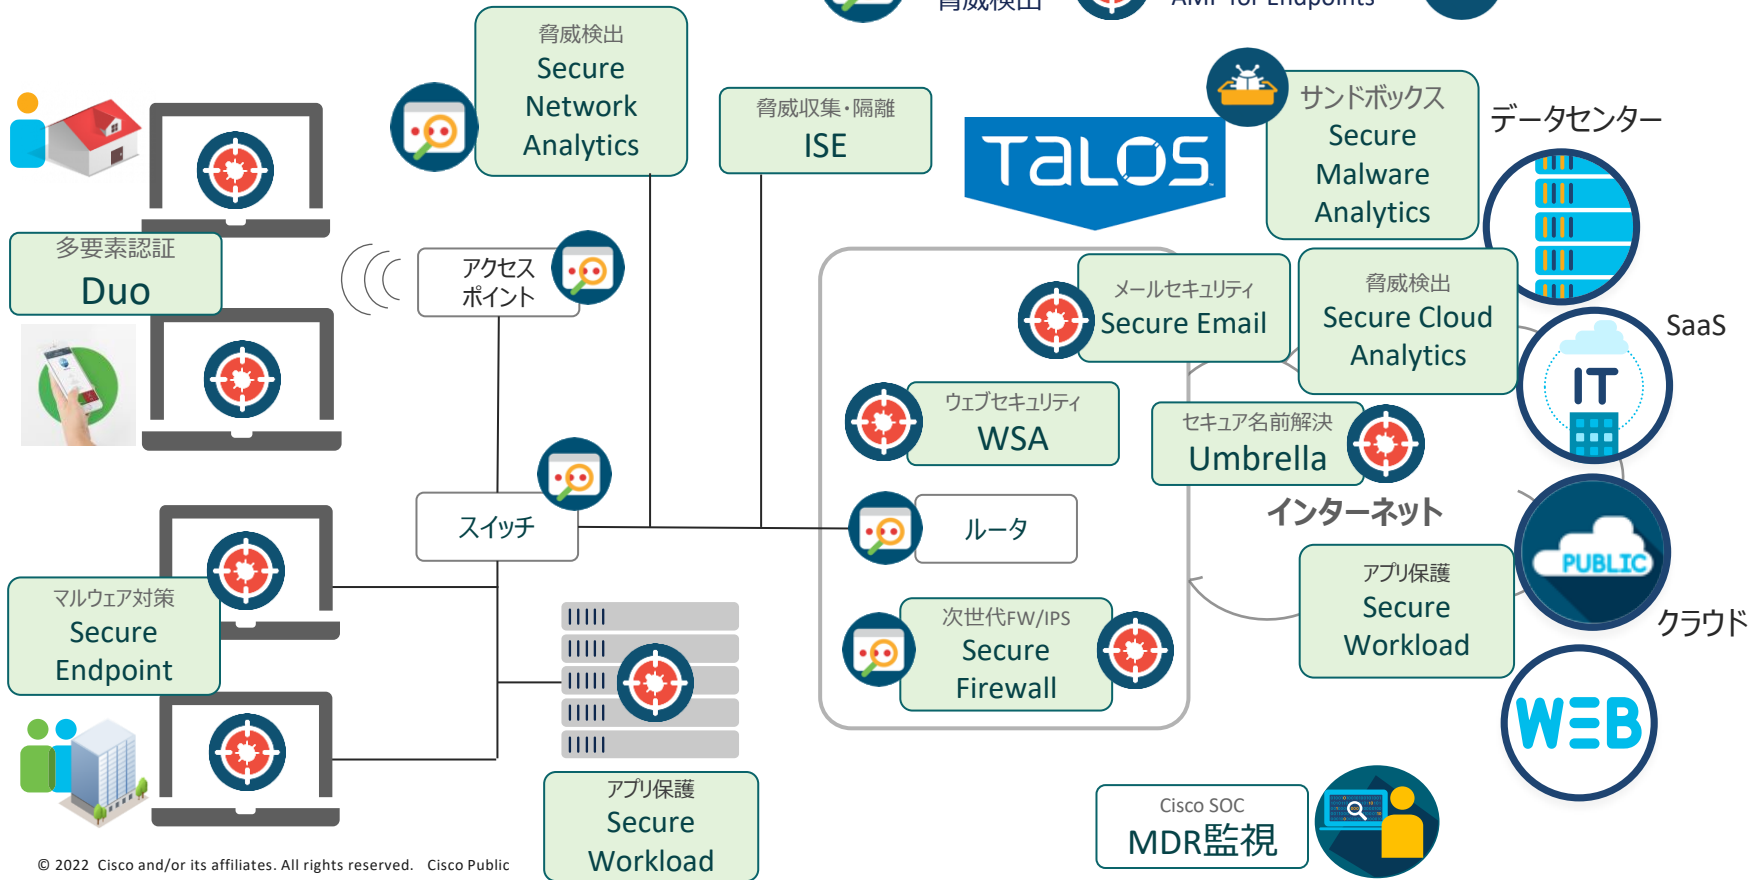 脅威検出
AMP for Endpoints
脅威検出
Secure
Network
Analytics
脅威収集・隔離
ISE
TALOS
サンドボックス
Secure
Malware
Analytics
データセンター
多要素認証
Duo
アクセス
ポイント
メールセキュリティ
Secure Email
脅威検出
Secure Cloud
Analytics
SaaS
IT
ウェブセキュリティ
WSA
セキュア名前解決
Umbrella
インターネット
スイッチ
ルータ
PUBLIC
クラウド
マルウェア対策
Secure
Endpoint
次世代FW/IPS
Secure
Firewall
アプリ保護
Secure
Workload
WEB
アプリ保護
Secure
Workload
Cisco SOC
MDR監視
© 2022 Cisco and/or its affiliates. All rights reserved. Cisco Public